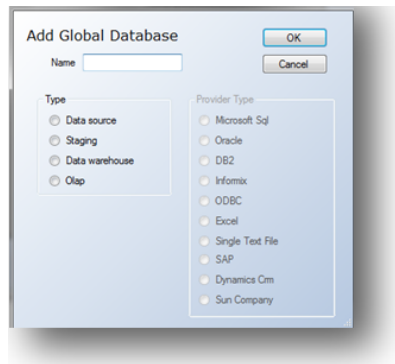 Add Global Database
OK
Name
Cancel
Type
Data source
Staging
Data warehouse
Olap
Provider Type
Microsoft Sql
Oracle
DB2
Informix
ODBC
Excel
Single Text File
SAP
Dynamics Crm
Sun Company